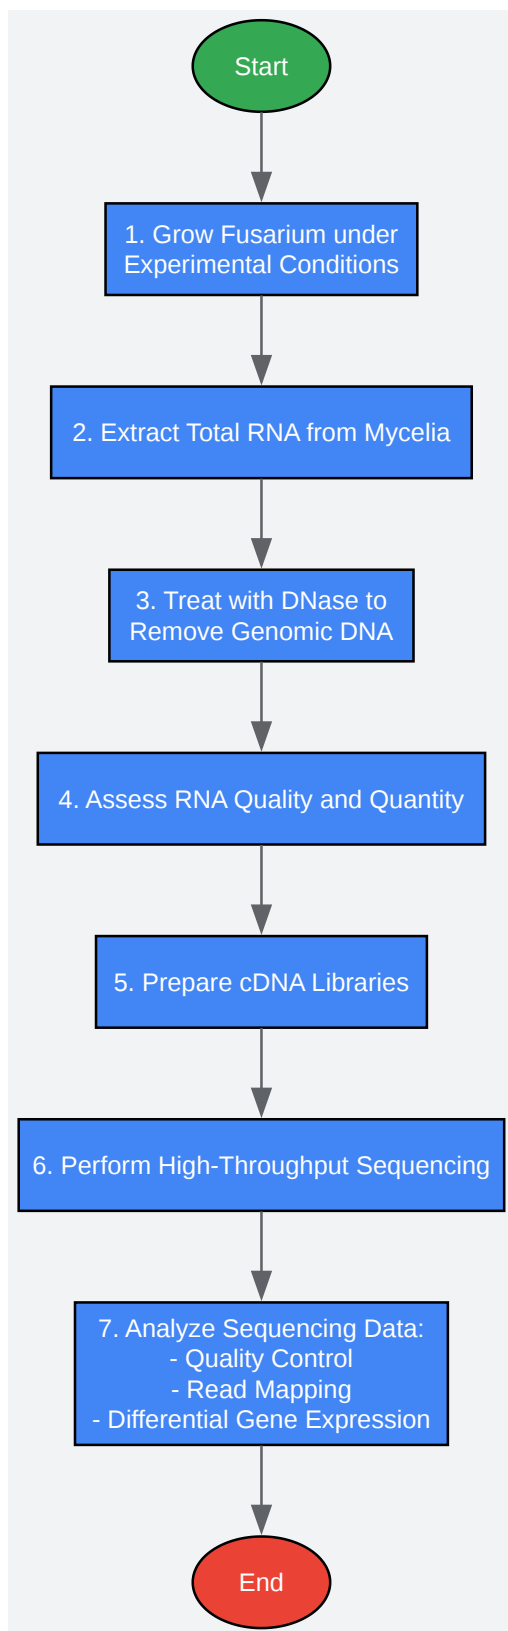 Start
1. Grow Fusarium under
Experimental Conditions
2. Extract Total RNA from Mycelia
3. Treat with DNase to
Remove Genomic DNA
4. Assess RNA Quality and Quantity
5. Prepare cDNA Libraries
6. Perform High-Throughput Sequencing
7. Analyze Sequencing Data:
- Quality Control
- Read Mapping
- Differential Gene Expression
End